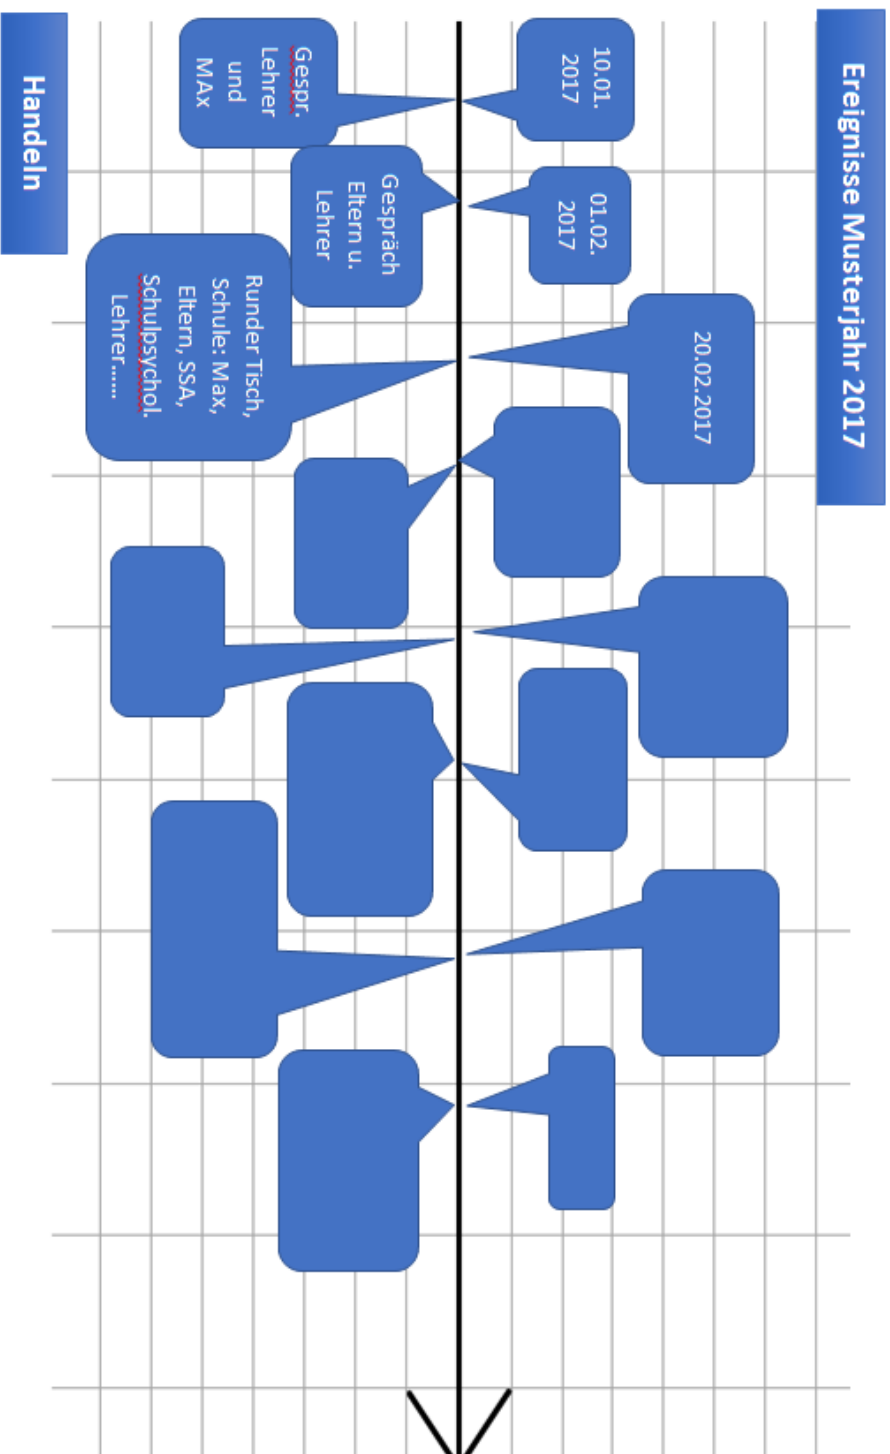 Ereignisse Musterjahr 2017
10.01.
2017
01.02.
2017
20.02.2017
Gespr.
Lehrer
und
MAx
Gespräch
Eltern u.
Lehrer
Runder Tisch,
Schule: Max,
Eltern, SSA,
Schulpsychol.
Lehrer......
Handeln